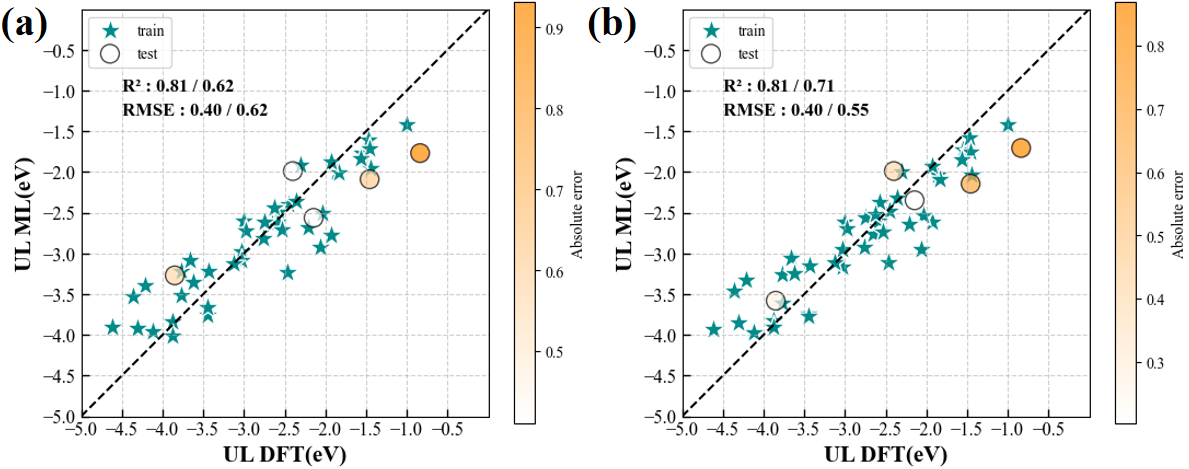 (a)
train
test
R² : 0.81 / 0.62
RMSE : 0.40 / 0.62
−0.5
−1.0
−1.5
−2.0
−2.5
−3.0
−3.5
−4.0
−4.5
−5.0
UL ML(eV)
−5.0 −4.5 −4.0 −3.5 −3.0 −2.5 −2.0 −1.5 −1.0 −0.5
UL DFT(eV)
0.9
0.8
0.7
0.6
0.5
Absolute error
(b)
train
test
R² : 0.81 / 0.71
RMSE : 0.40 / 0.55
−0.5
−1.0
−1.5
−2.0
−2.5
−3.0
−3.5
−4.0
−4.5
−5.0
UL ML(eV)
−5.0 −4.5 −4.0 −3.5 −3.0 −2.5 −2.0 −1.5 −1.0 −0.5
UL DFT(eV)
0.8
0.7
0.6
0.5
0.4
0.3
Absolute error